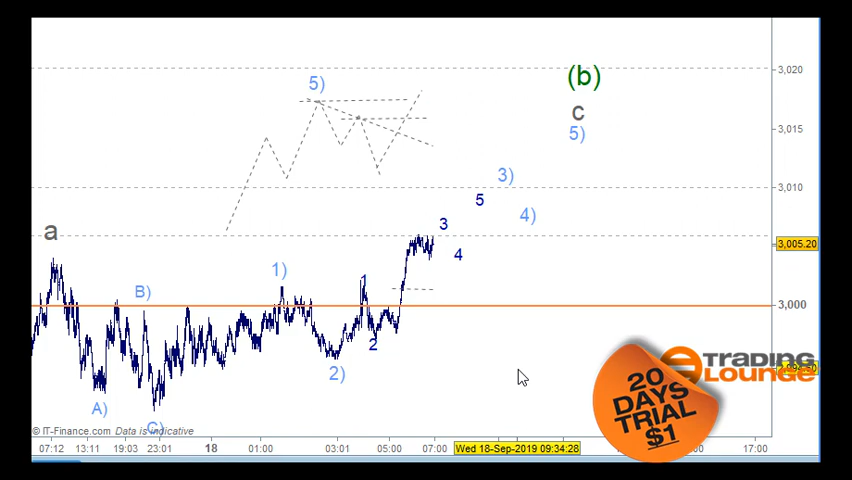 3,020
(b)
5)
c
3,015
5)
3)
3,010
5
4)
a
3
3,005.20
4
1)
B)
1
3,000
2
2)
A)
C)
TRADING
LOUNGE
20
DAYS
TRIAL
$1
© IT-Finance.com Data is indicative
07:12 13:11 19:03 23:01 18 01:00 03:01 05:00 07:00 Wed 18-Sep-2019 09:34:28 17:00